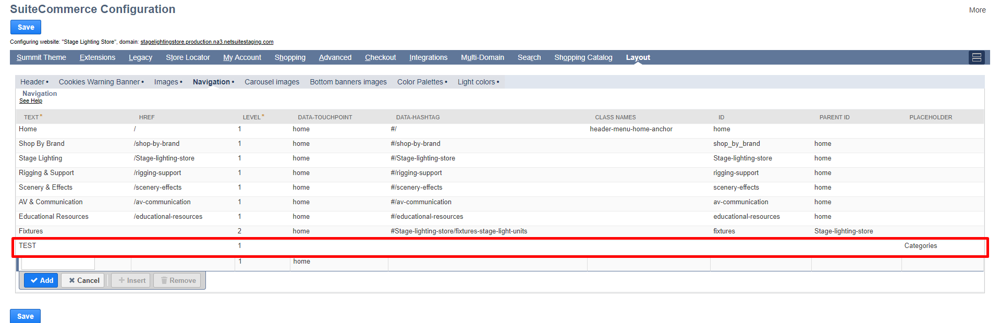 SuiteCommerce Configuration
More
Save
Configuring website: "Stage Lighting Store", domain: stagelightingstore.production.na3.netsuitestaging.com
Summit Theme Extensions Legacy Store Locator My Account Shopping Advanced Checkout Integrations Multi-Domain Search Shopping Catalog Layout
Header • Cookies Warning Banner • Images • Navigation • Carousel images Bottom banners images Color Palettes • Light colors •
Navigation
See Help
TEXT * HREF LEVEL * DATA-TOUCHPOINT DATA-HASHTAG CLASS NAMES ID PARENT ID PLACEHOLDER
Home / 1 home #/ header-menu-home-anchor home
Shop By Brand /shop-by-brand 1 home #/shop-by-brand shop_by_brand home
Stage Lighting /Stage-lighting-store 1 home #/Stage-lighting-store Stage-lighting-store home
Rigging & Support /rigging-support 1 home #/rigging-support rigging-support home
Scenery & Effects /scenery-effects 1 home #/scenery-effects scenery-effects home
AV & Communication /av-communication 1 home #/av-communication av-communication home
Educational Resources /educational-resources 1 home #/educational-resources educational-resources home
Fixtures 2 home #Stage-lighting-store/fixtures-stage-light-units fixtures Stage-lighting-store
TEST 1 Categories
1 home
Add Cancel Insert Remove
Save